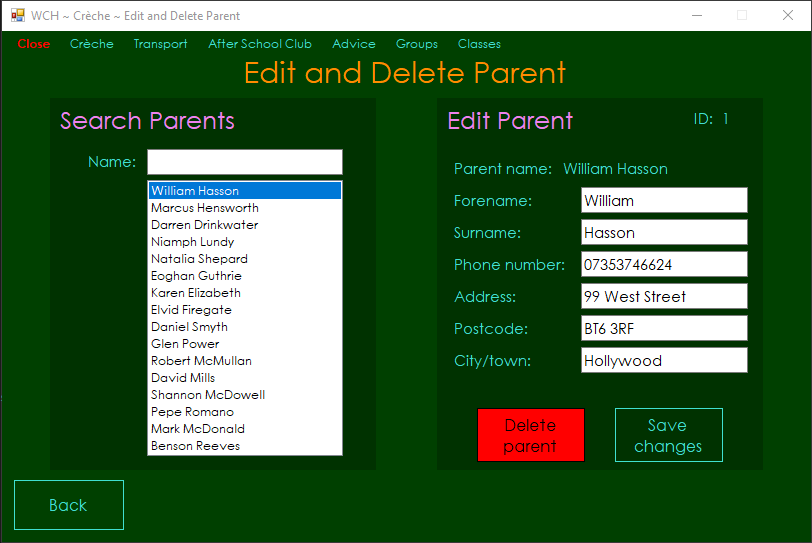 WCH ~ Crèche ~ Edit and Delete Parent
Close Crèche Transport After School Club Advice Groups Classes
Edit and Delete Parent
Search Parents
Name:
William Hasson
Marcus Hensworth
Darren Drinkwater
Niamph Lundy
Natalia Shepard
Eoghan Guthrie
Karen Elizabeth
Elvid Firegate
Daniel Smyth
Glen Power
Robert McMullan
David Mills
Shannon McDowell
Pepe Romano
Mark McDonald
Benson Reeves
Edit Parent
ID: 1
Parent name: William Hasson
Forename: William
Surname: Hasson
Phone number: 07353746624
Address: 99 West Street
Postcode: BT6 3RF
City/town: Hollywood
Delete
parent
Save
changes
Back